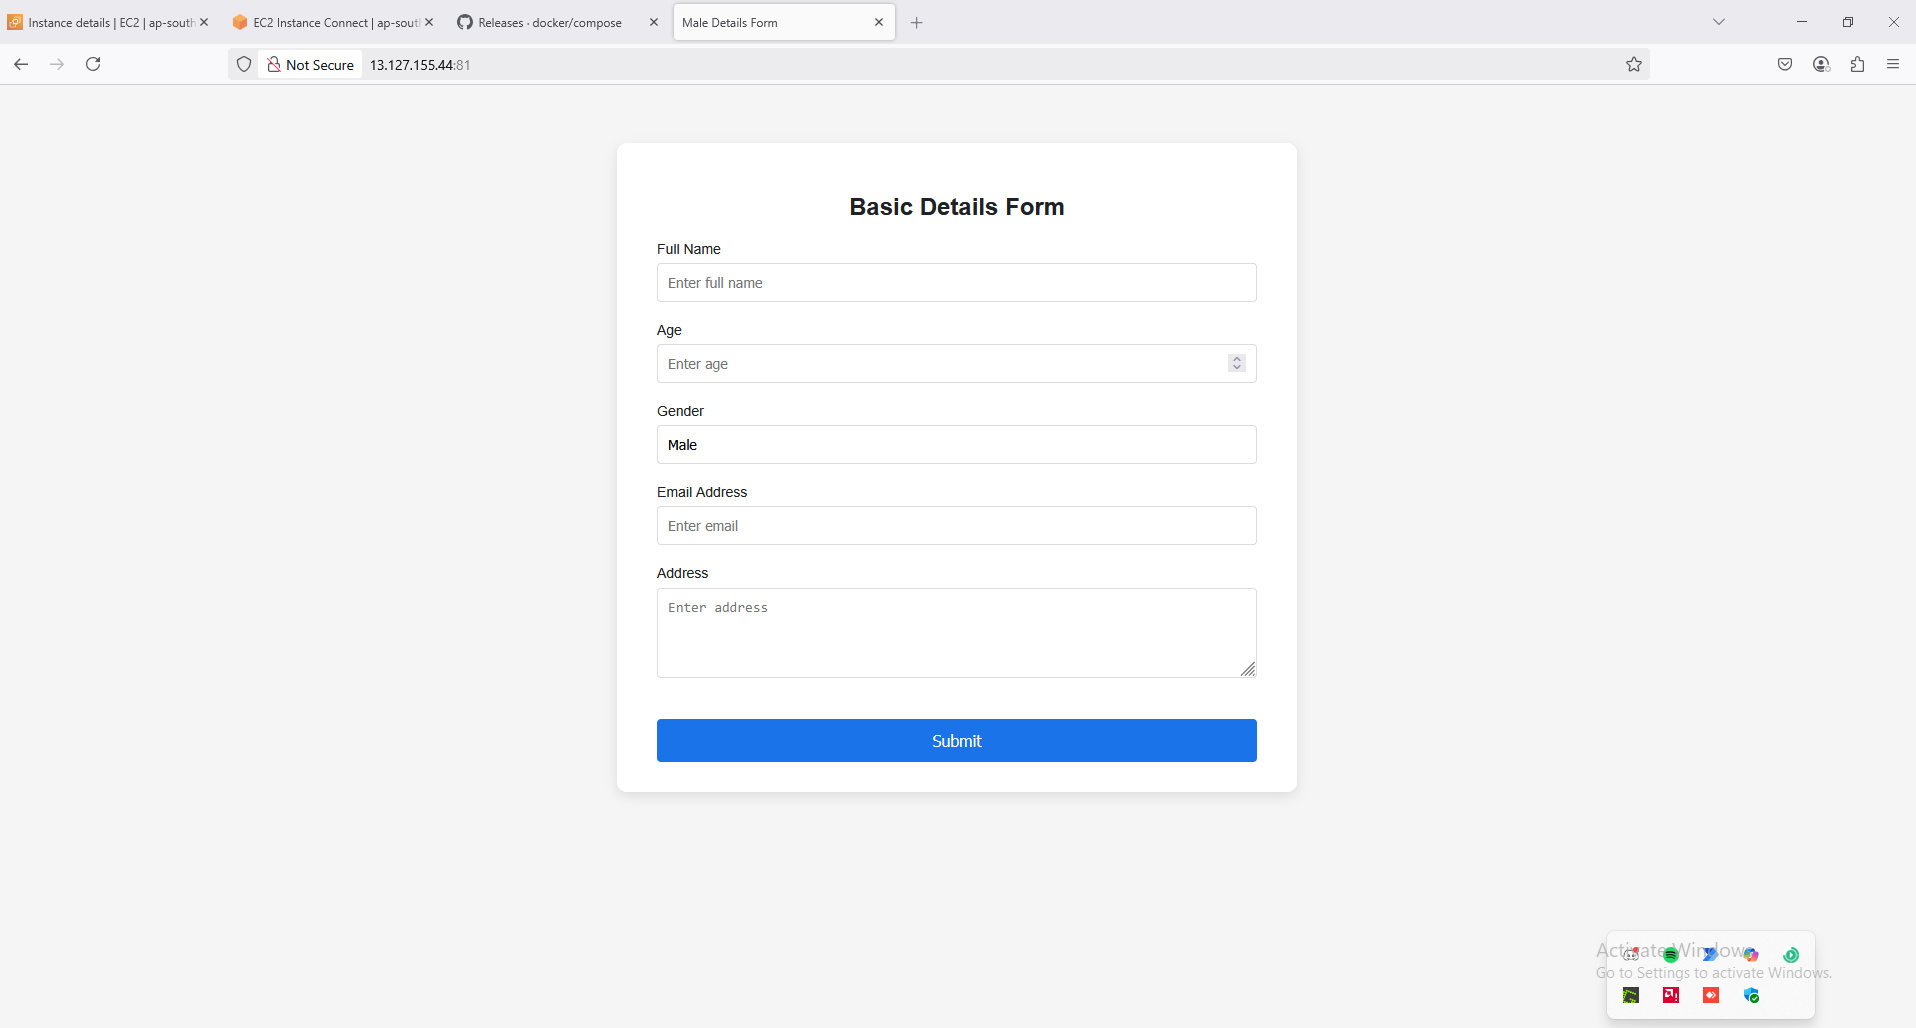 Instance details | EC2 | ap-south
EC2 Instance Connect | ap-sout
Releases · docker/compose
Male Details Form
Not Secure
13.127.155.44:81
Basic Details Form
Full Name
Enter full name
Age
Enter age
Gender
Male
Email Address
Enter email
Address
Enter address
Submit
Activate Windows
Go to Settings to activate Windows.